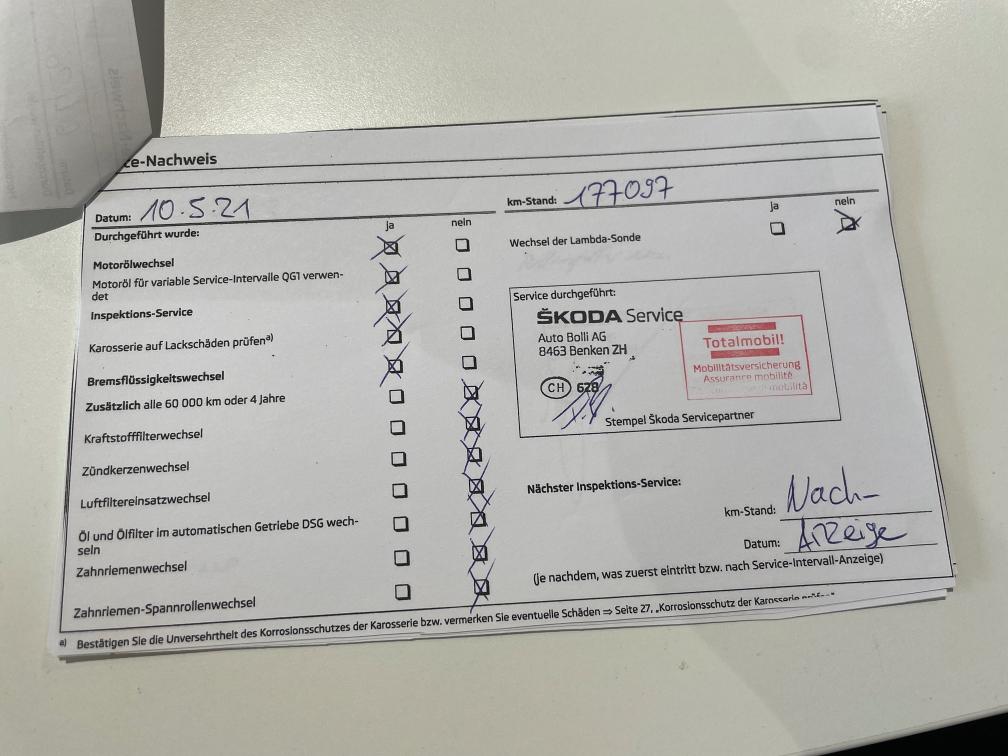 ce-Nachweis
Datum: 10.5.21
km-Stand: 177097
Durchgeführt wurde:
ja nein
Motorölwechsel
Motoröl für variable Service-Intervalle QG1 verwen-
det
Inspektions-Service
Karosserie auf Lackschäden prüfen a)
Bremsflüssigkeitswechsel
Zusätzlich alle 60 000 km oder 4 Jahre
Kraftstofffilterwechsel
Zündkerzenwechsel
Luftfiltereinsatzwechsel
Öl und Ölfilter im automatischen Getriebe DSG wech-
seln
Zahnriemenwechsel
Zahnriemen-Spannrollenwechsel
ja nein
Wechsel der Lambda-Sonde
Service durchgeführt:
ŠKODA Service
Auto Bolli AG
8463 Benken ZH
CH 628
Totalmobil!
Mobilitätsversicherung
Assurance mobilité
mobilità
Stempel Škoda Servicepartner
Nächster Inspektions-Service:
km-Stand: Nach-
Datum: Anzeige
(je nachdem, was zuerst eintritt bzw. nach Service-Intervall-Anzeige)
a) Bestätigen Sie die Unversehrtheit des Korrosionsschutzes der Karosserie bzw. vermerken Sie eventuelle Schäden ⇒ Seite 27, „Korrosionsschutz der Karosserie